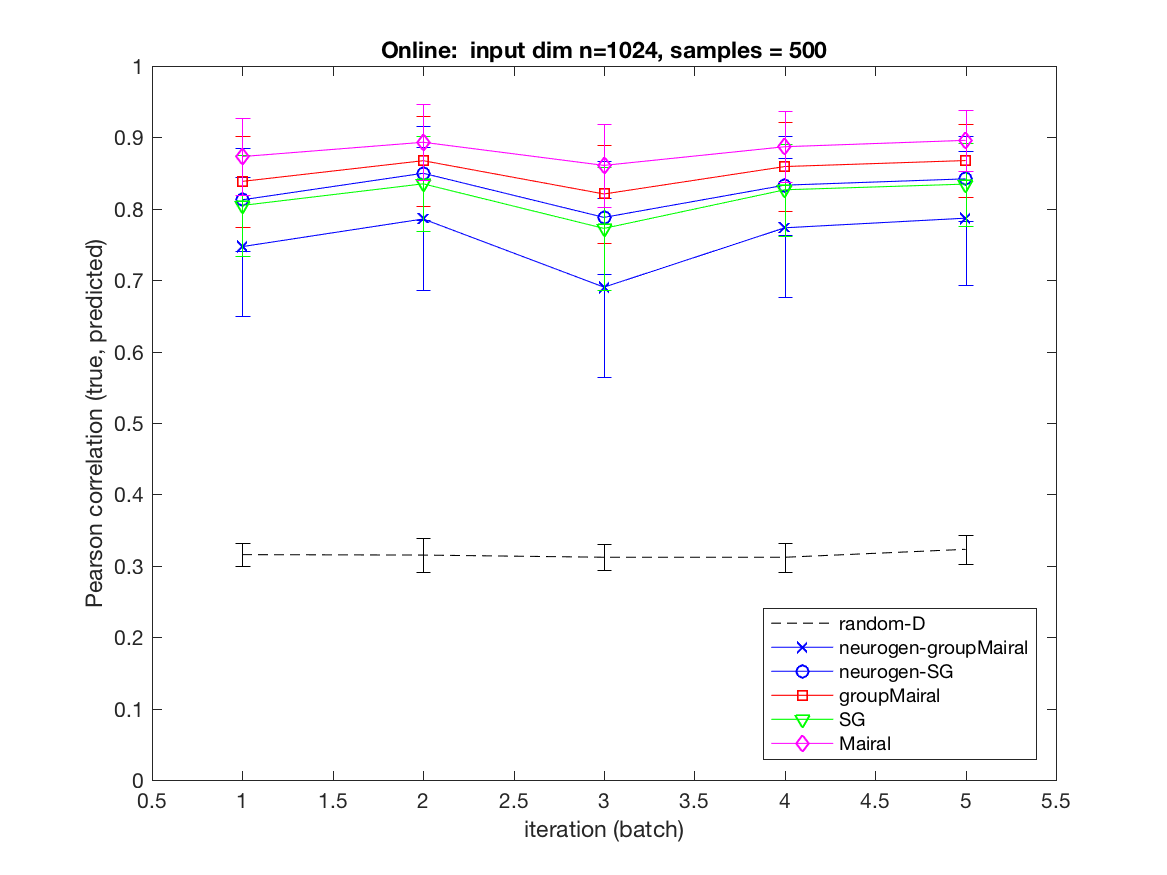 Online:  input dim n=1024, samples = 500
Pearson correlation (true, predicted)
1
0.9
0.8
0.7
0.6
0.5
0.4
0.3
0.2
0.1
0
0.5
1
1.5
2
2.5
3
3.5
4
4.5
5
5.5
iteration (batch)
random-D
neurogen-groupMairal
neurogen-SG
groupMairal
SG
Mairal